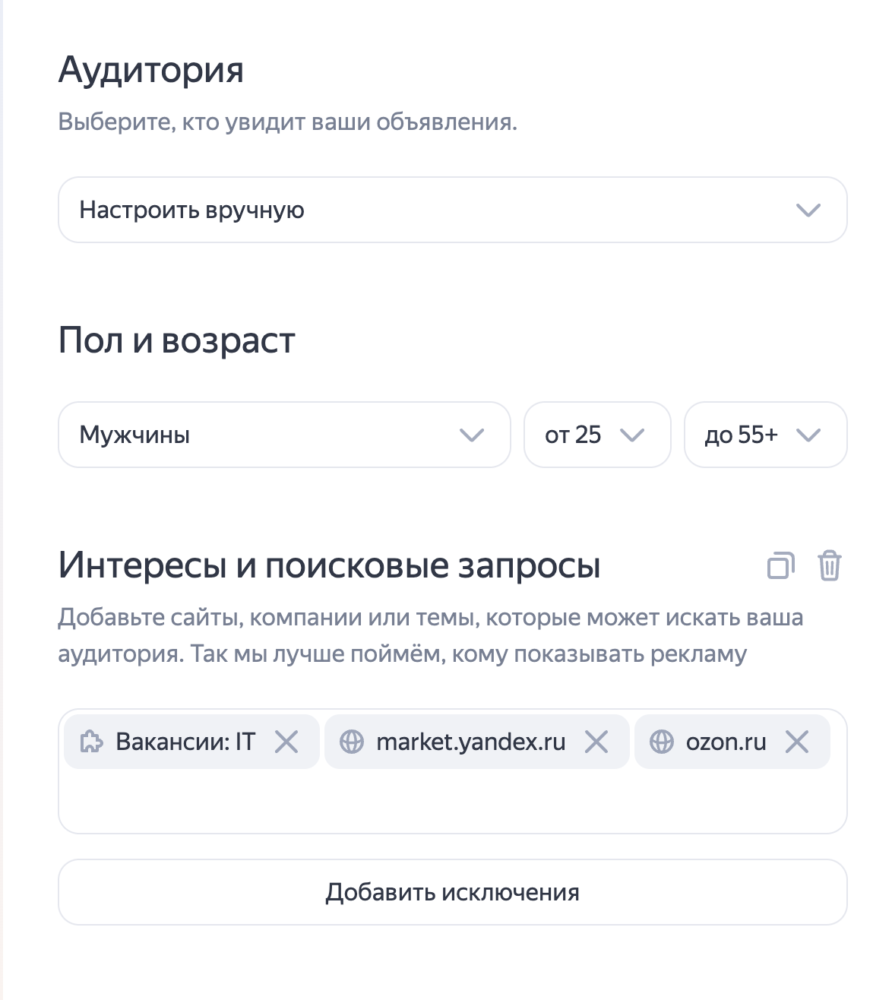 Аудитория
Выберите, кто увидит ваши объявления.
Настроить вручную
Пол и возраст
Мужчины от 25 до 55+
Интересы и поисковые запросы
Добавьте сайты, компании или темы, которые может искать ваша
аудитория. Так мы лучше поймём, кому показывать рекламу
Вакансии: IT market.yandex.ru ozon.ru
Добавить исключения